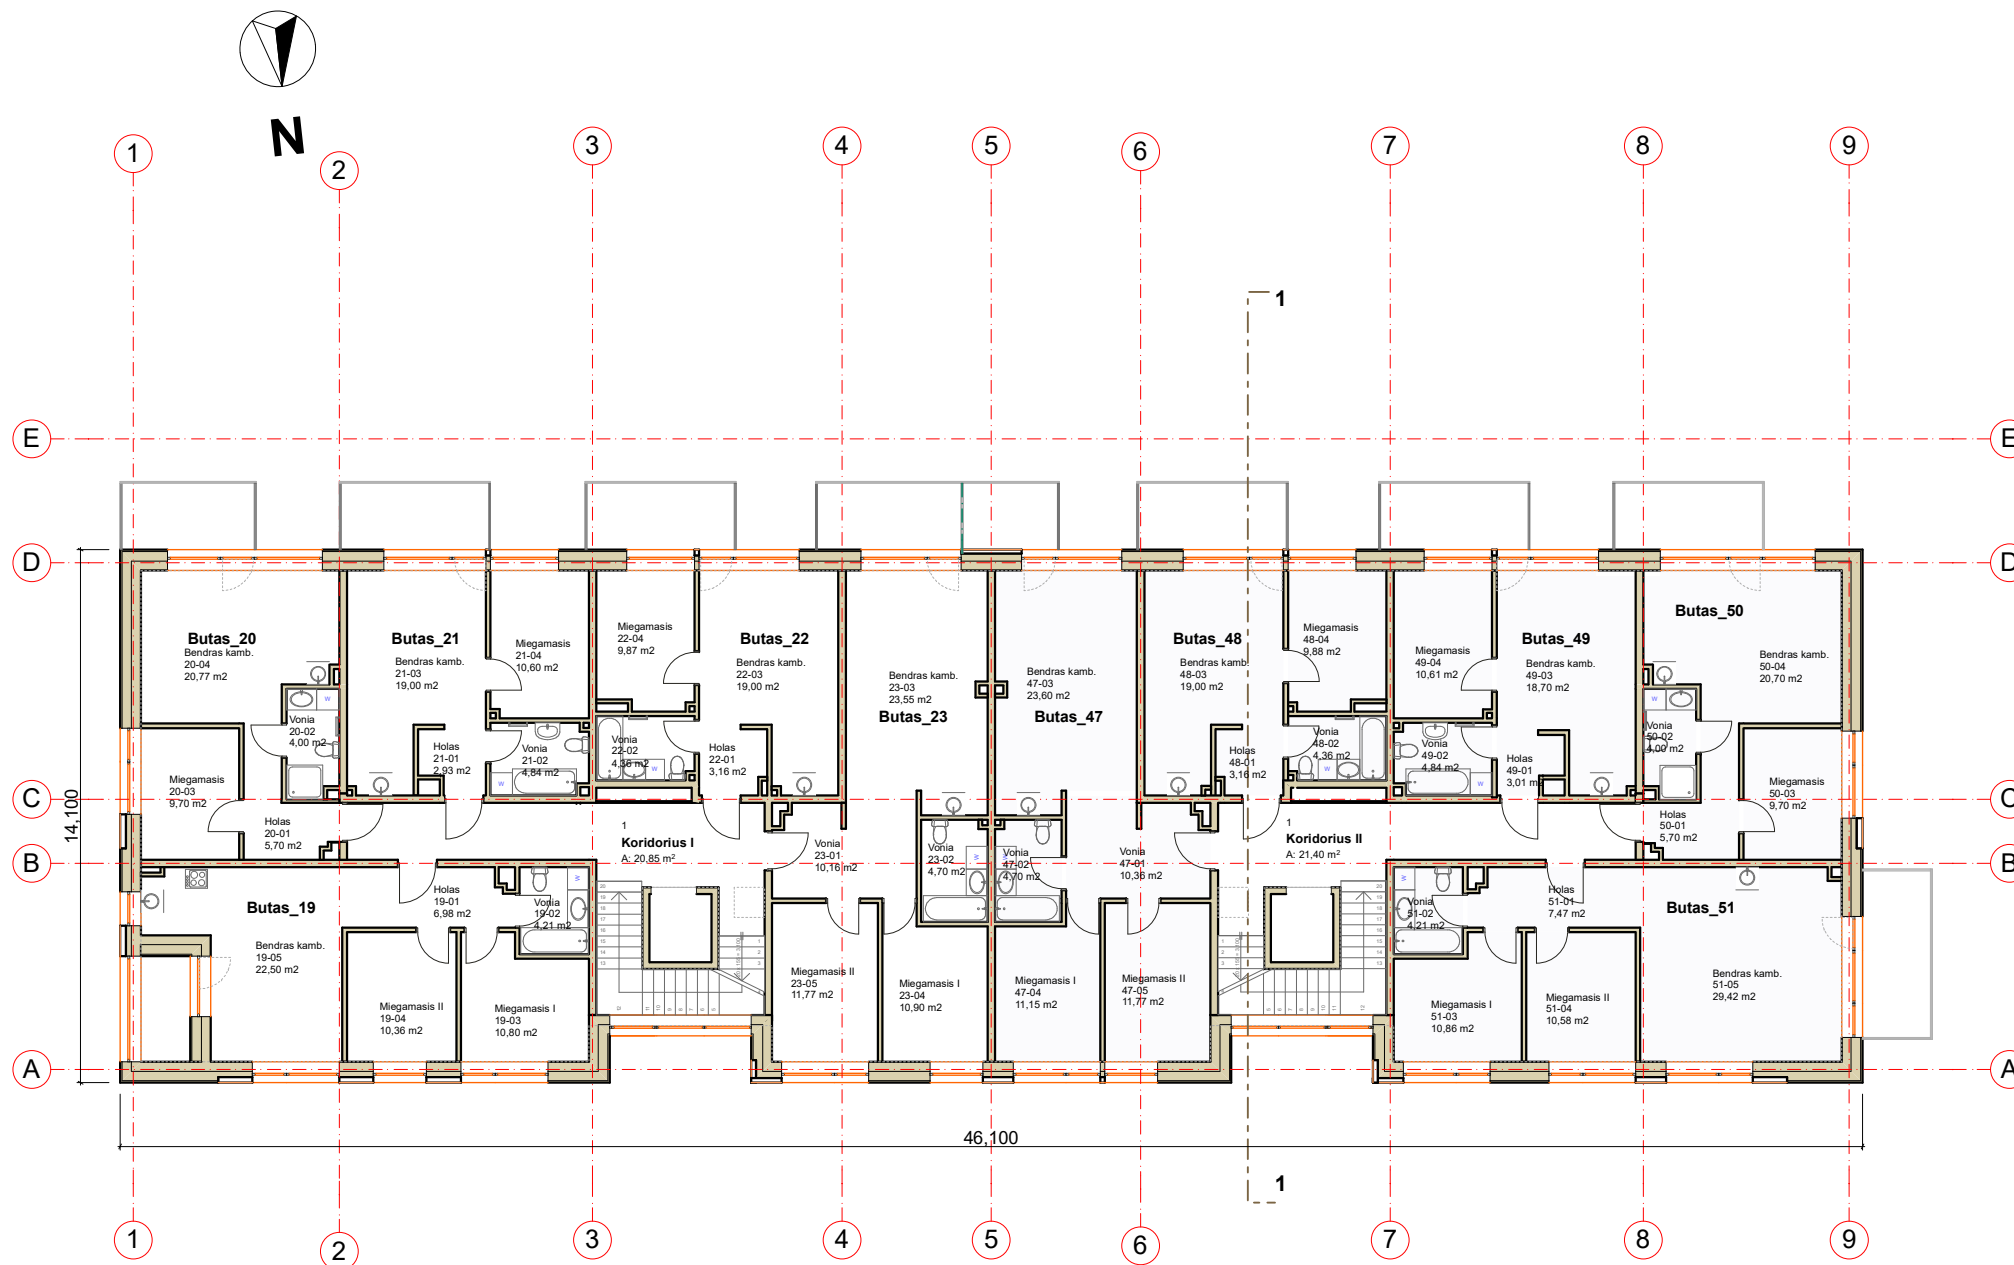 N
1
2
3
4
5
6
7
8
9
1
E
E
D
D
Butas_20
Bendras kamb.
20-04
20,77 m2
Butas_21
Bendras kamb.
21-03
19,00 m2
Miegamasis
21-04
10,60 m2
Miegamasis
22-04
9,87 m2
Butas_22
Bendras kamb.
22-03
19,00 m2
Bendras kamb.
23-03
23,55 m2
Butas_23
Bendras kamb.
47-03
23,60 m2
Butas_47
Butas_48
Bendras kamb.
48-03
19,00 m2
Miegamasis
48-04
9,88 m2
Miegamasis
49-04
10,61 m2
Butas_49
Bendras kamb.
49-03
18,70 m2
Butas_50
Bendras kamb.
50-04
20,70 m2
Vonia
20-02
4,00 m2
W
Miegamasis
20-03
9,70 m2
Holas
20-01
5,70 m2
Holas
21-01
2,93 m2
Vonia
21-02
4,84 m2
W
Vonia
22-02
4,36 m2
W
Holas
22-01
3,16 m2
Holas
48-01
3,16 m2
Vonia
48-02
4,36 m2
W
Vonia
49-02
4,84 m2
W
Holas
49-01
3,01 m2
Vonia
50-02
4,00 m2
W
Miegamasis
50-03
9,70 m2
Holas
50-01
5,70 m2
C
C
14,100
1
Koridorius I
A: 20,85 m²
Vonia
23-01
10,16 m2
Vonia
23-02
4,70 m2
W
Vonia
47-02
4,70 m2
W
Vonia
47-01
10,36 m2
1
Koridorius II
A: 21,40 m²
B
B
Butas_19
Bendras kamb.
19-05
22,50 m2
Holas
19-01
6,98 m2
Vonia
19-02
4,21 m2
W
Miegamasis II
19-04
10,36 m2
Miegamasis I
19-03
10,80 m2
Miegamasis II
23-05
11,77 m2
Miegamasis I
23-04
10,90 m2
Miegamasis I
47-04
11,15 m2
Miegamasis II
47-05
11,77 m2
Vonia
51-02
4,21 m2
W
Holas
51-01
7,47 m2
Butas_51
Miegamasis I
51-03
10,86 m2
Miegamasis II
51-04
10,58 m2
Bendras kamb.
51-05
29,42 m2
A
A
46,100
1
1
2
3
4
5
6
7
8
9